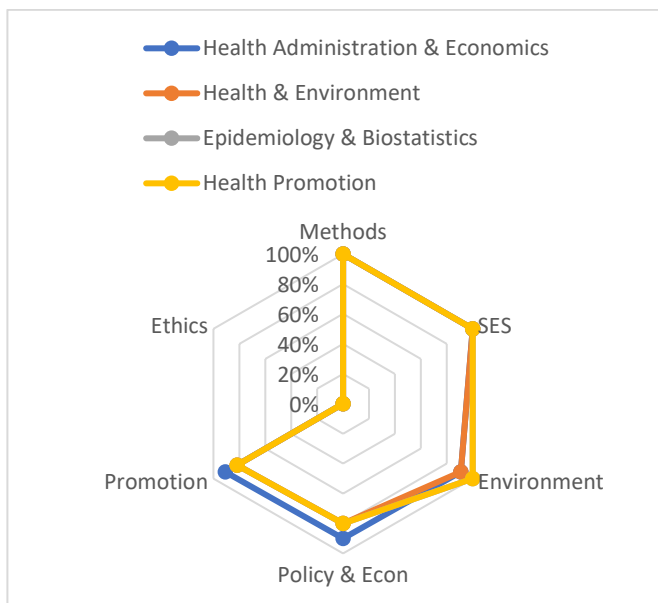 Health Administration & Economics
Health & Environment
Epidemiology & Biostatistics
Health Promotion
Methods
100%
80%
60%
40%
20%
0%
SES
Environment
Policy & Econ
Promotion
Ethics